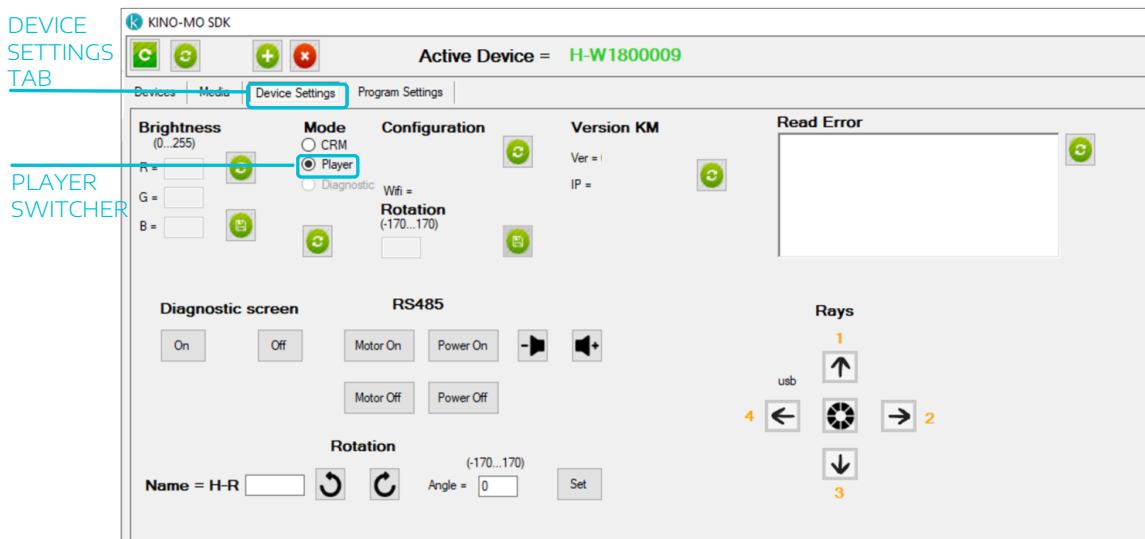 KINO-MO SDK
DEVICE
SETTINGS
TAB
Active Device = H-W1800009
Devices Media Device Settings Program Settings
Brightness
(0...255)
R =
G =
B =
Mode
CRM
Player
Diagnostic
Configuration
Wifi =
Rotation
(-170...170)
Version KM
Ver =
IP =
Read Error
PLAYER
SWITCHER
Diagnostic screen
On Off
RS485
Motor On Power On - +
Motor Off Power Off
Rays
1
usb
4 2
3
Rotation
(-170...170)
Name = H-R Angle = 0 Set